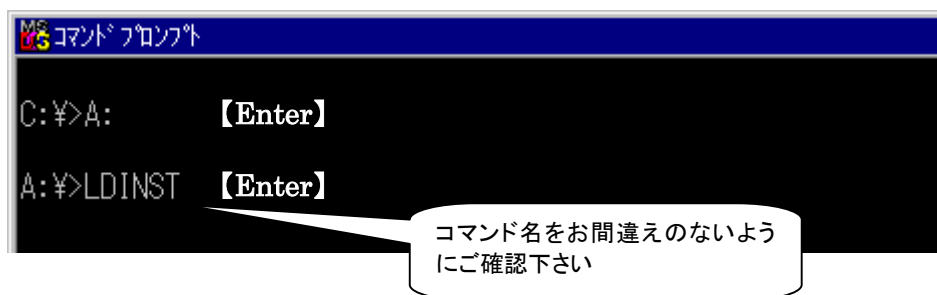 MS コマンド プロンプト
C:¥>A: 【Enter】
A:¥>LDINST 【Enter】
コマンド名をお間違えのないよう
にご確認下さい